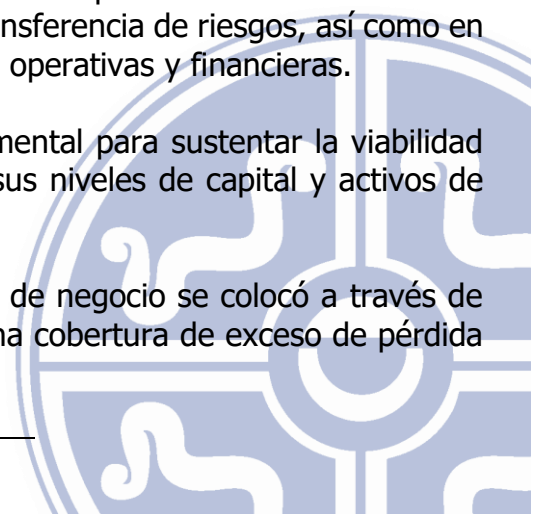 nsferencia de riesgos, así como en
operativas y financieras.
mental para sustentar la viabilidad
sus niveles de capital y activos de
de negocio se colocó a través de
na cobertura de exceso de pérdida